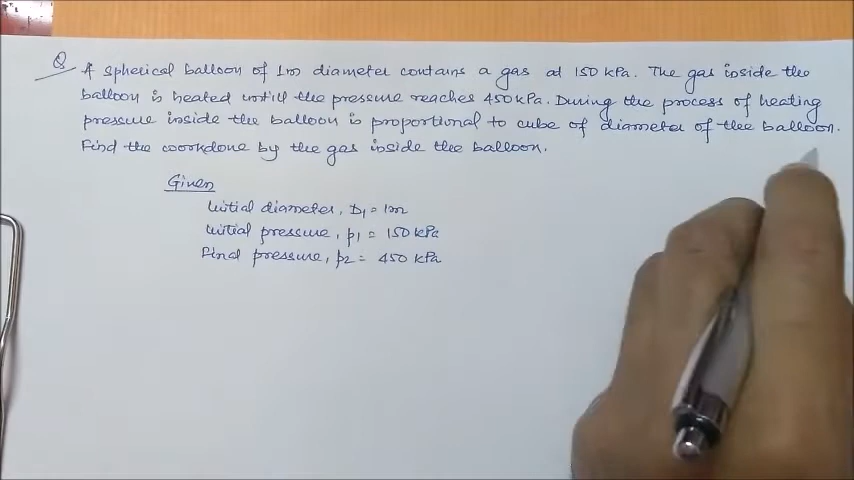 Q A spherical balloon of 1m diameter contains a gas at 150 kPa. The gas inside the
balloon is heated untill the pressure reaches 450 kPa. During the process of heating
pressure inside the balloon is proportional to cube of diameter of the balloon.
Find the workdone by the gas inside the balloon.
Given
Initial diameter, D1 = 1m
Initial pressure, p1 = 150 kPa
Final pressure, p2 = 450 kPa